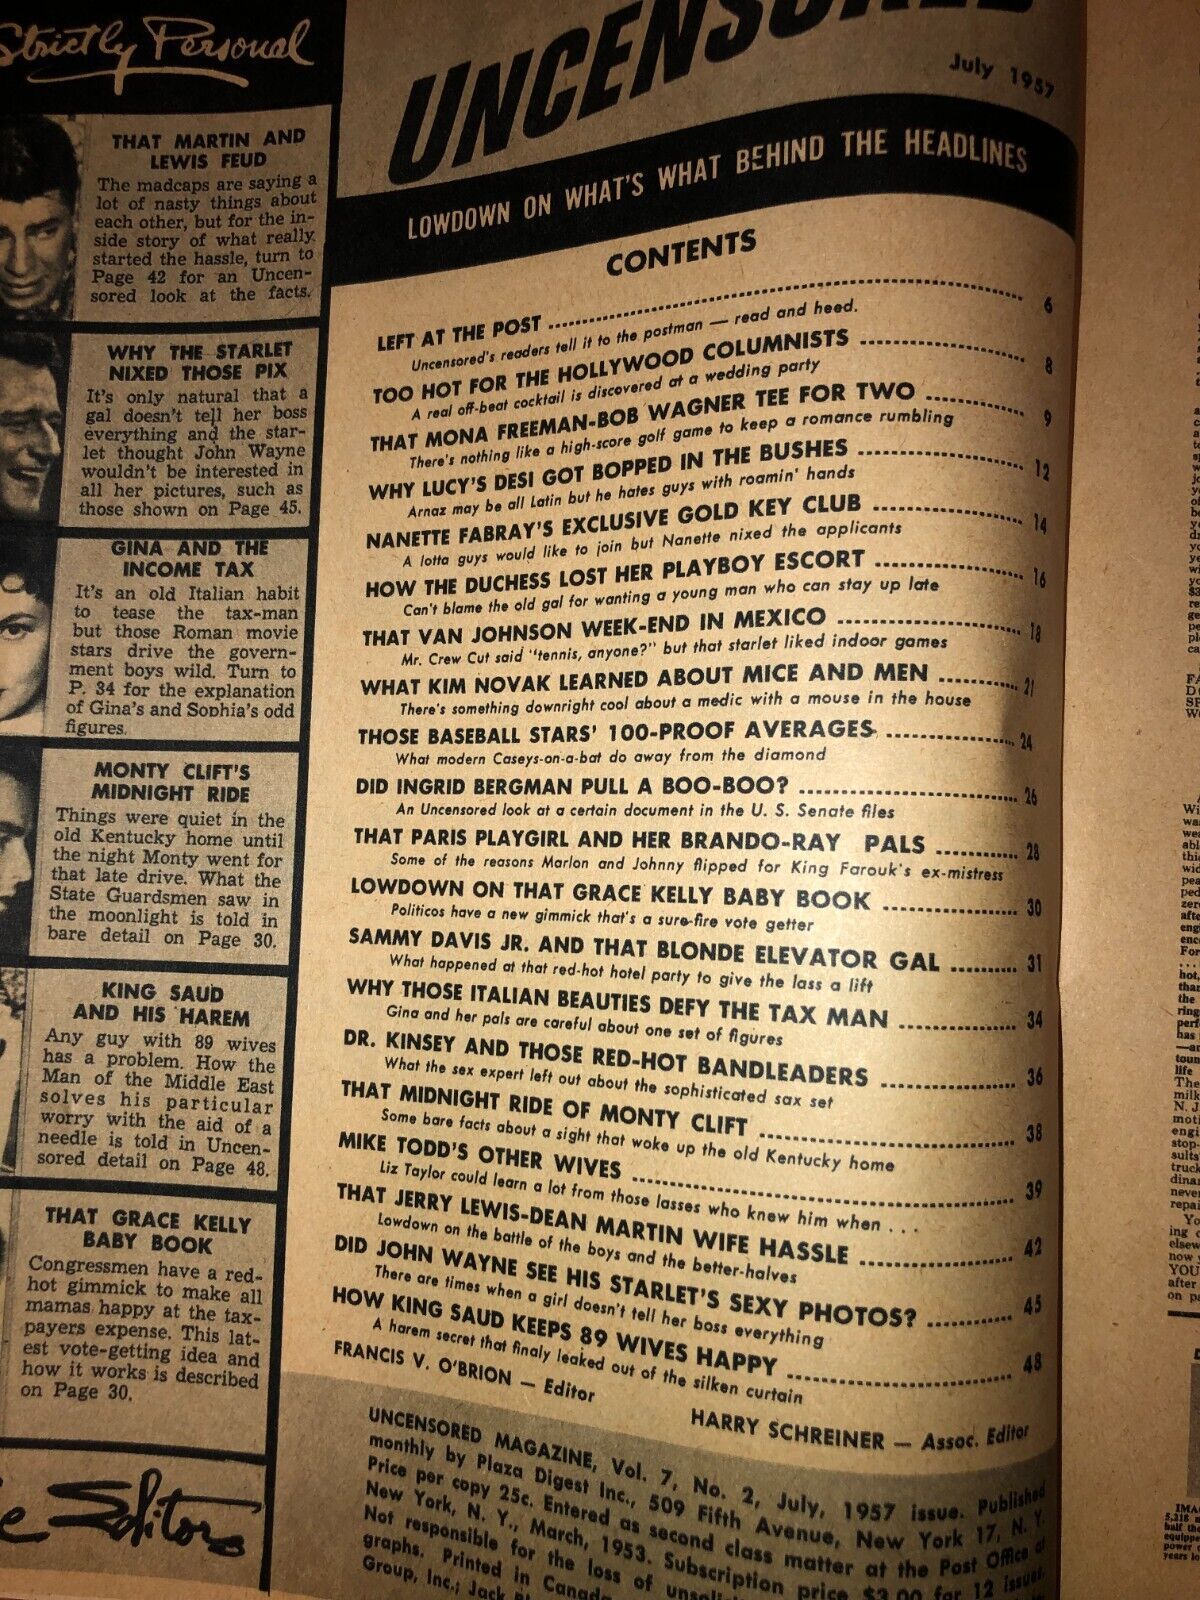 Strictly Personal
THAT MARTIN AND
LEWIS FEUD
The madcaps are saying a
lot of nasty things about
each other, but for the in-
side story of what really
started the hassle, turn to
Page 42 for an Uncen-
sored look at the facts.
WHY THE STARLET
NIXED THOSE PIX
It's only natural that a
gal doesn't tell her boss
everything and the star-
let thought John Wayne
wouldn't be interested in
all her pictures, such as
those shown on Page 45.
GINA AND THE
INCOME TAX
It's an old Italian habit
to tease the tax-man
but those Roman movie
stars drive the govern-
ment boys wild. Turn to
P. 34 for the explanation
of Gina's and Sophia's odd
figures.
MONTY CLIFT'S
MIDNIGHT RIDE
Things were quiet in the
old Kentucky home until
the night Monty went for
that late drive. What the
State Guardsmen saw in
the moonlight is told in
bare detail on Page 30.
KING SAUD
AND HIS HAREM
Any guy with 89 wives
has a problem. How the
Man of the Middle East
solves his particular
worry with the aid of a
needle is told in Uncen-
sored detail on Page 48.
THAT GRACE KELLY
BABY BOOK
Congressmen have a red-
hot gimmick to make all
mamas happy at the tax-
payers expense. This lat-
est vote-getting idea and
how it works is described
on Page 30.
Editors
UNCENSORED
July 1957
LOWDOWN ON WHAT'S WHAT BEHIND THE HEADLINES
CONTENTS
LEFT AT THE POST 6
Uncensored's readers tell it to the postman — read and heed.
TOO HOT FOR THE HOLLYWOOD COLUMNISTS 8
A real off-beat cocktail is discovered at a wedding party
THAT MONA FREEMAN-BOB WAGNER TEE FOR TWO 9
There's nothing like a high-score golf game to keep a romance rumbling
WHY LUCY'S DESI GOT BOPPED IN THE BUSHES 12
Arnaz may be all Latin but he hates guys with roamin' hands
NANETTE FABRAY'S EXCLUSIVE GOLD KEY CLUB 14
A lotta guys would like to join but Nanette nixed the applicants
HOW THE DUCHESS LOST HER PLAYBOY ESCORT 16
Can't blame the old gal for wanting a young man who can stay up late
THAT VAN JOHNSON WEEK-END IN MEXICO 18
Mr. Crew Cut said "tennis, anyone?" but that starlet liked indoor games
WHAT KIM NOVAK LEARNED ABOUT MICE AND MEN 21
There's something downright cool about a medic with a mouse in the house
THOSE BASEBALL STARS' 100-PROOF AVERAGES 24
What modern Caseys-on-a-bat do away from the diamond
DID INGRID BERGMAN PULL A BOO-BOO? 26
An Uncensored look at a certain document in the U. S. Senate files
THAT PARIS PLAYGIRL AND HER BRANDO-RAY PALS 28
Some of the reasons Marlon and Johnny flipped for King Farouk's ex-mistress
LOWDOWN ON THAT GRACE KELLY BABY BOOK 30
Politicos have a new gimmick that's a sure-fire vote getter
SAMMY DAVIS JR. AND THAT BLONDE ELEVATOR GAL 31
What happened at that red-hot hotel party to give the lass a lift
WHY THOSE ITALIAN BEAUTIES DEFY THE TAX MAN 34
Gina and her pals are careful about one set of figures
DR. KINSEY AND THOSE RED-HOT BANDLEADERS 36
What the sex expert left out about the sophisticated sax set
THAT MIDNIGHT RIDE OF MONTY CLIFT 38
Some bare facts about a sight that woke up the old Kentucky home
MIKE TODD'S OTHER WIVES 39
Liz Taylor could learn a lot from those lasses who knew him when . . .
THAT JERRY LEWIS-DEAN MARTIN WIFE HASSLE 42
Lowdown on the battle of the boys and the better-halves
DID JOHN WAYNE SEE HIS STARLET'S SEXY PHOTOS? 45
There are times when a girl doesn't tell her boss everything
HOW KING SAUD KEEPS 89 WIVES HAPPY 48
A harem secret that finaly leaked out of the silken curtain
FRANCIS V. O'BRION — Editor
HARRY SCHREINER — Assoc. Editor
UNCENSORED MAGAZINE, Vol. 7, No. 2, July, 1957 issue. Published
monthly by Plaza Digest Inc., 509 Fifth Avenue, New York 17, N. Y.
Price per copy 25c. Entered as second class matter at the Post Office at
New York, N. Y., March, 1953. Subscription price $3.00 for 12 issues.
Not responsible for the loss of
graphs. Printed in Canada
Group, Inc.; Jack